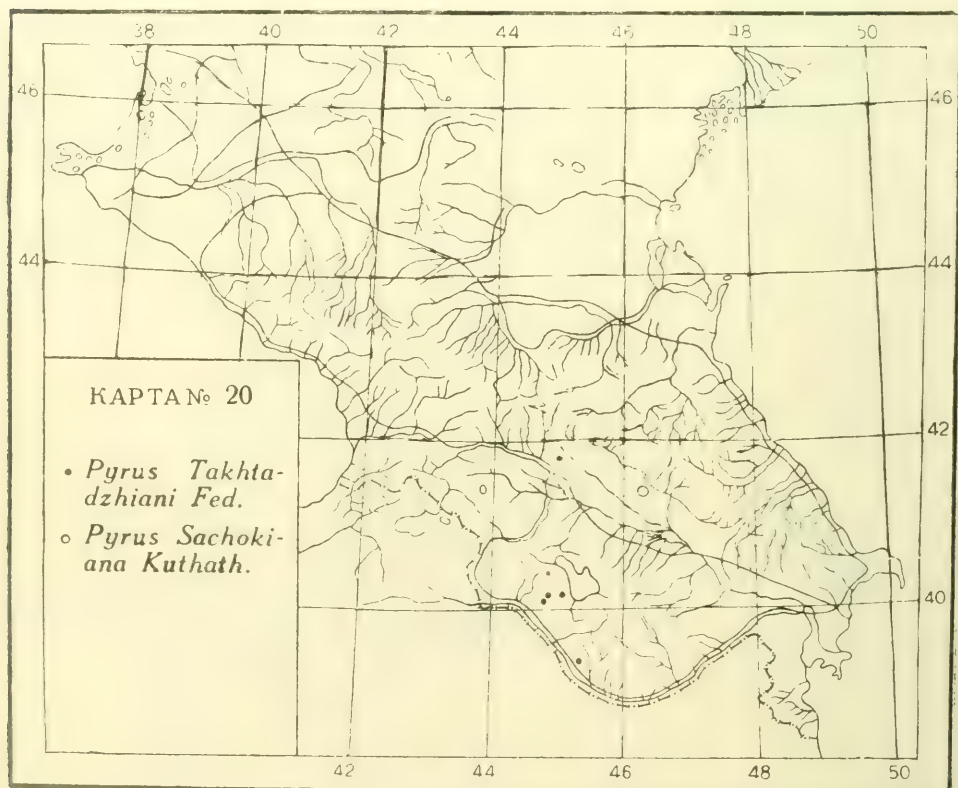 38 40 42 44 46 48 50
46 46
44 44
КАРТА № 20
42
• Pyrus Takhta-
dzhiani Fed.
○ Pyrus Sachoki-
ana Kuthath.
40
42 44 46 48 50